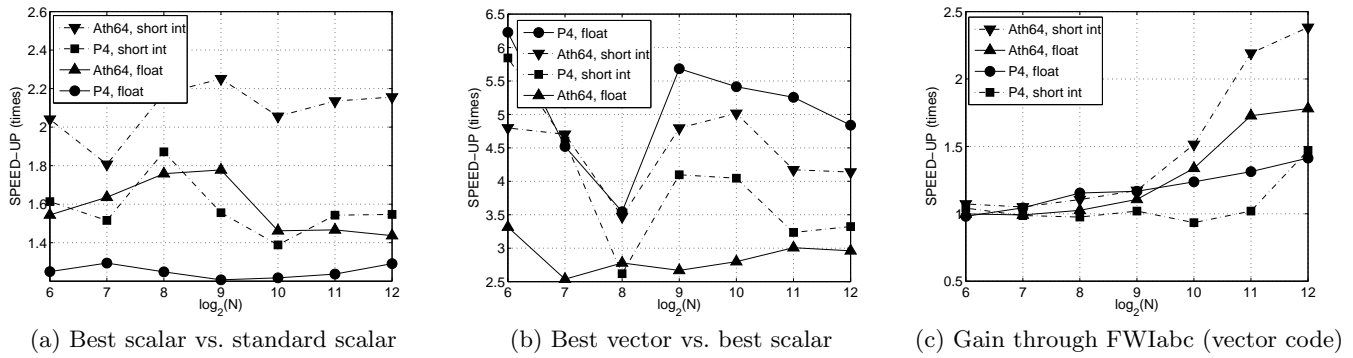 SPEED-UP (times)
2.6
2.4
2.2
2
1.8
1.6
1.4
Ath64, short int
P4, short int
Ath64, float
P4, float
6 7 8 9 10 11 12
log2(N)
(a) Best scalar vs. standard scalar
SPEED-UP (times)
6.5
6
5.5
5
4.5
4
3.5
3
2.5
P4, float
Ath64, short int
P4, short int
Ath64, float
6 7 8 9 10 11 12
log2(N)
(b) Best vector vs. best scalar
SPEED-UP (times)
2.5
2
1.5
1
0.5
Ath64, short int
Ath64, float
P4, float
P4, short int
6 7 8 9 10 11 12
log2(N)
(c) Gain through FWIabc (vector code)